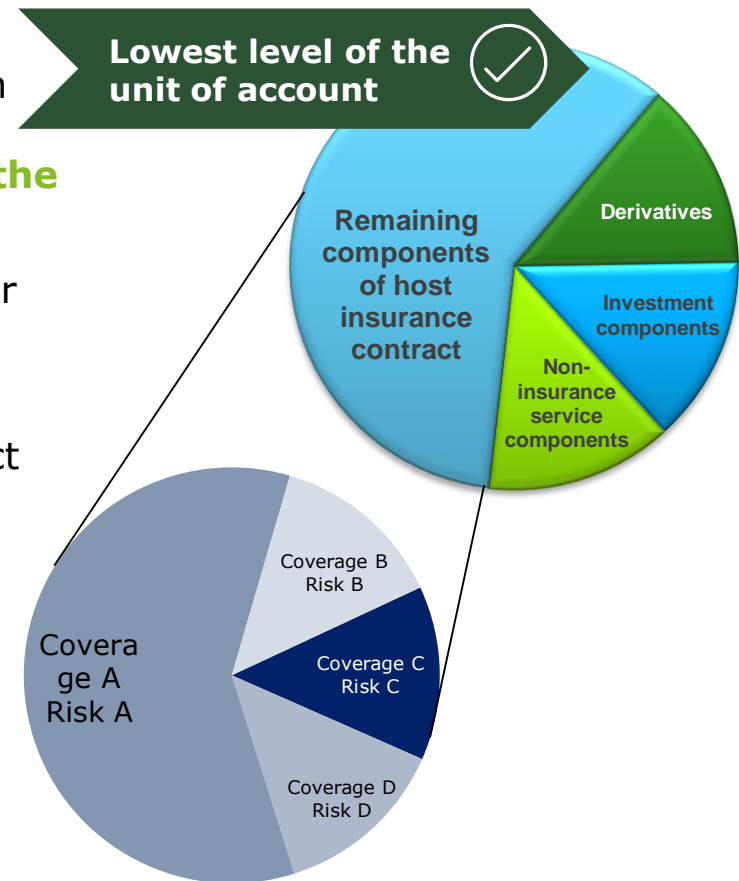 Lowest level of the
unit of account
the
Remaining
components
of host
insurance
contract
Derivatives
Investment
components
Non-
insurance
service
components
Coverage B
Risk B
Covera
ge A
Risk A
Coverage C
Risk C
Coverage D
Risk D